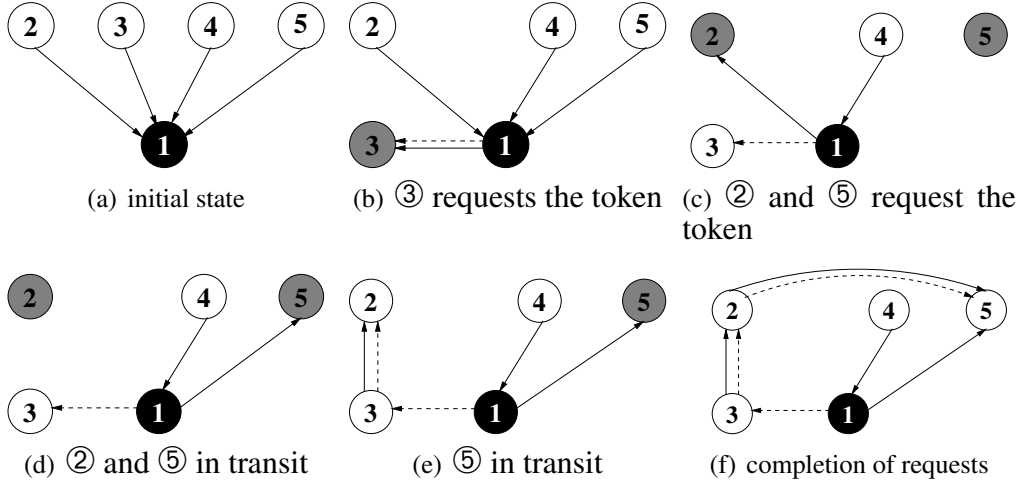 2 3 4 5
1
(a) initial state
2 4 5
3 1
(b) ③ requests the token
2 4 5
3 1
(c) ② and ⑤ request the
token
2 4 5
3 1
(d) ② and ⑤ in transit
2 4 5
3 1
(e) ⑤ in transit
2 4 5
3 1
(f) completion of requests